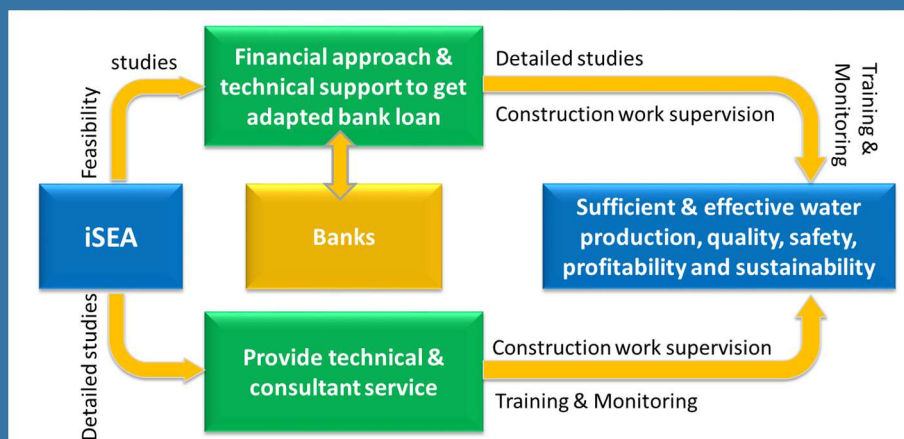 studies
Feasibility
Financial approach &
technical support to get
adapted bank loan
Detailed studies
Construction work supervision
Training &
Monitoring
iSEA
Banks
Sufficient & effective water
production, quality, safety,
profitability and sustainability
Detailed studies
Provide technical &
consultant service
Construction work supervision
Training & Monitoring